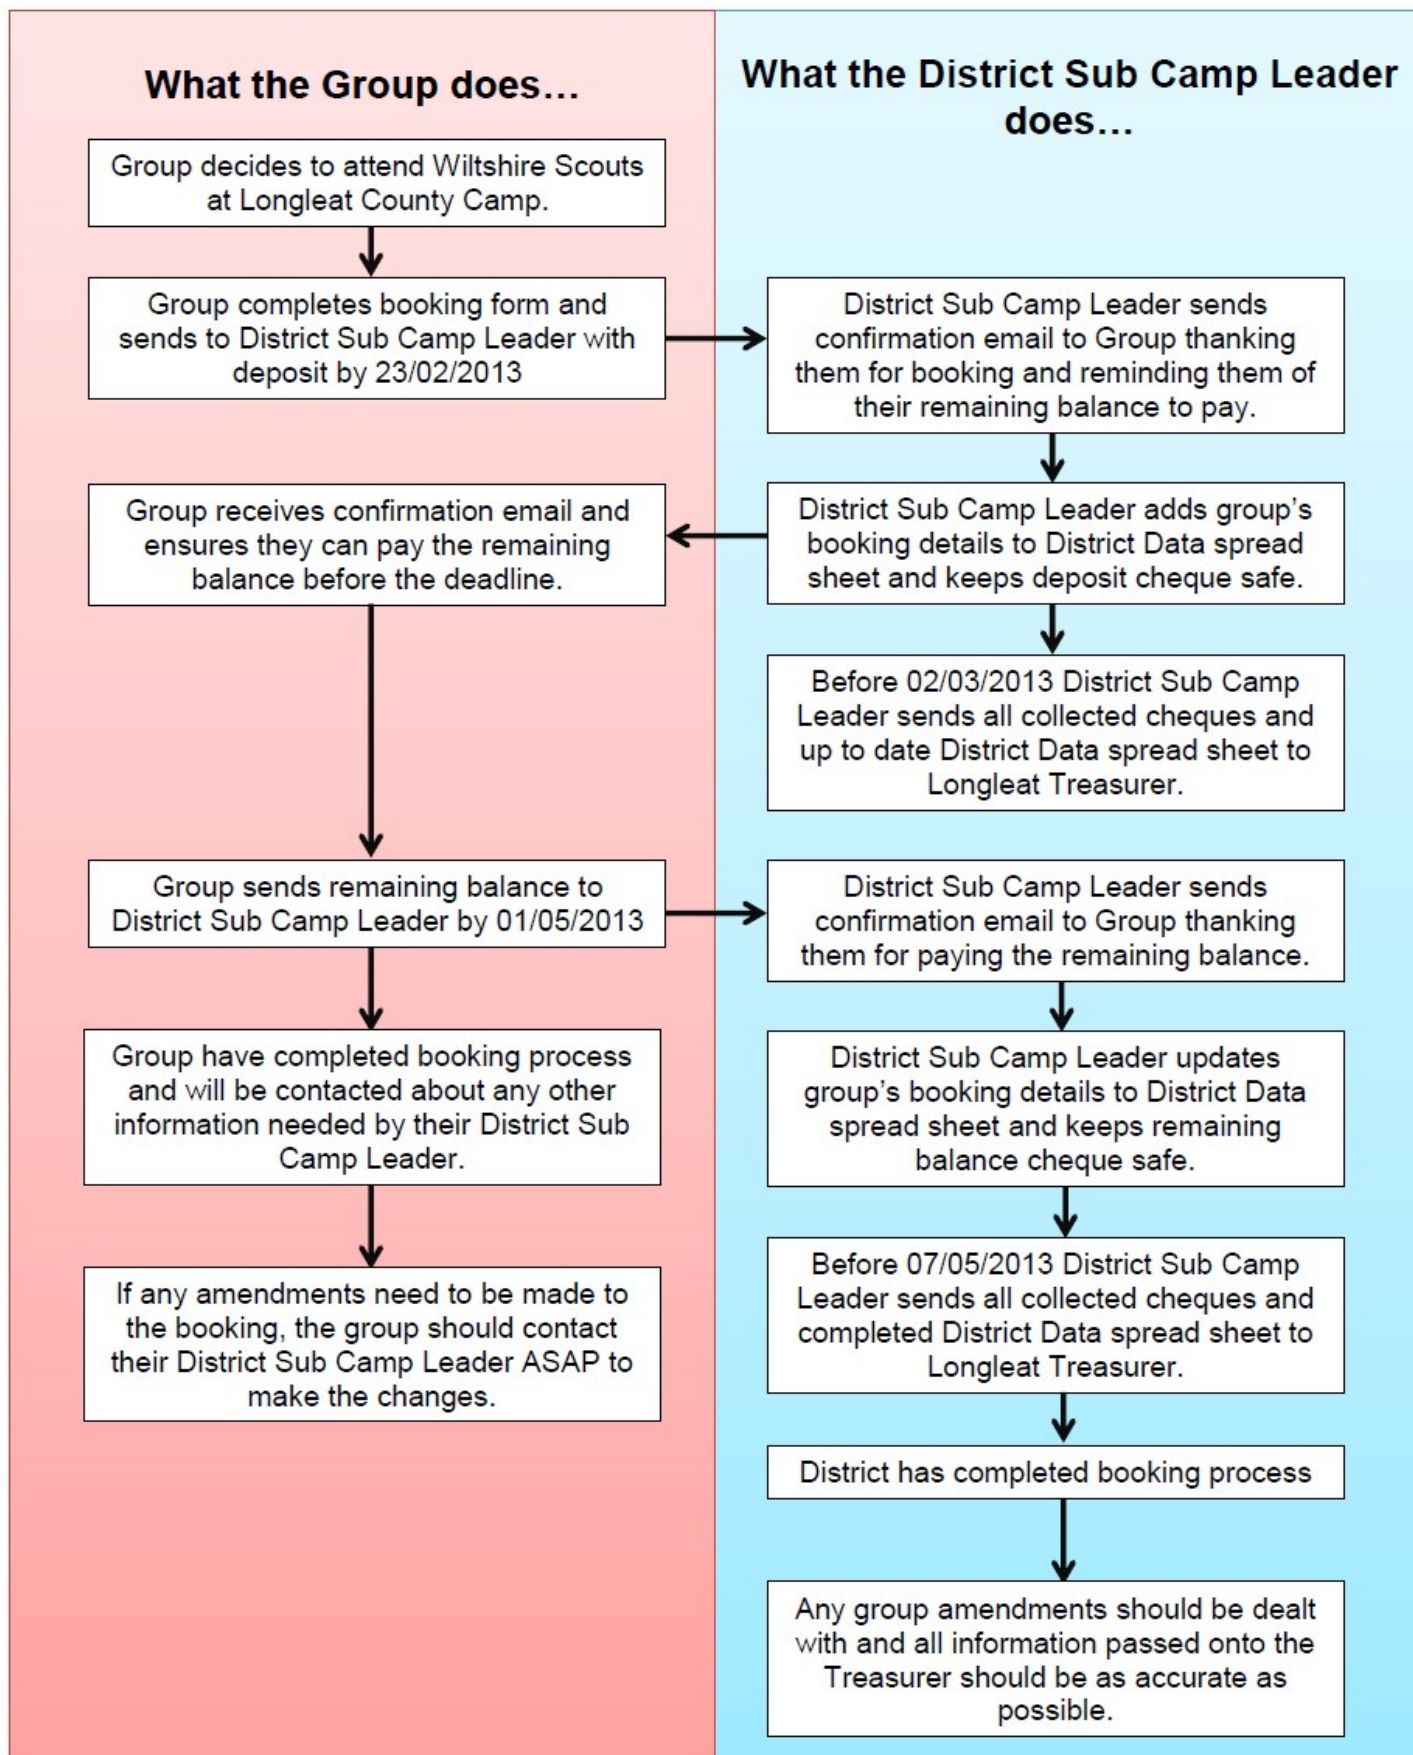 What the Group does…
Group decides to attend Wiltshire Scouts
at Longleat County Camp.
Group completes booking form and
sends to District Sub Camp Leader with
deposit by 23/02/2013
Group receives confirmation email and
ensures they can pay the remaining
balance before the deadline.
Group sends remaining balance to
District Sub Camp Leader by 01/05/2013
Group have completed booking process
and will be contacted about any other
information needed by their District Sub
Camp Leader.
If any amendments need to be made to
the booking, the group should contact
their District Sub Camp Leader ASAP to
make the changes.
What the District Sub Camp Leader
does…
District Sub Camp Leader sends
confirmation email to Group thanking
them for booking and reminding them of
their remaining balance to pay.
District Sub Camp Leader adds group’s
booking details to District Data spread
sheet and keeps deposit cheque safe.
Before 02/03/2013 District Sub Camp
Leader sends all collected cheques and
up to date District Data spread sheet to
Longleat Treasurer.
District Sub Camp Leader sends
confirmation email to Group thanking
them for paying the remaining balance.
District Sub Camp Leader updates
group’s booking details to District Data
spread sheet and keeps remaining
balance cheque safe.
Before 07/05/2013 District Sub Camp
Leader sends all collected cheques and
completed District Data spread sheet to
Longleat Treasurer.
District has completed booking process
Any group amendments should be dealt
with and all information passed onto the
Treasurer should be as accurate as
possible.